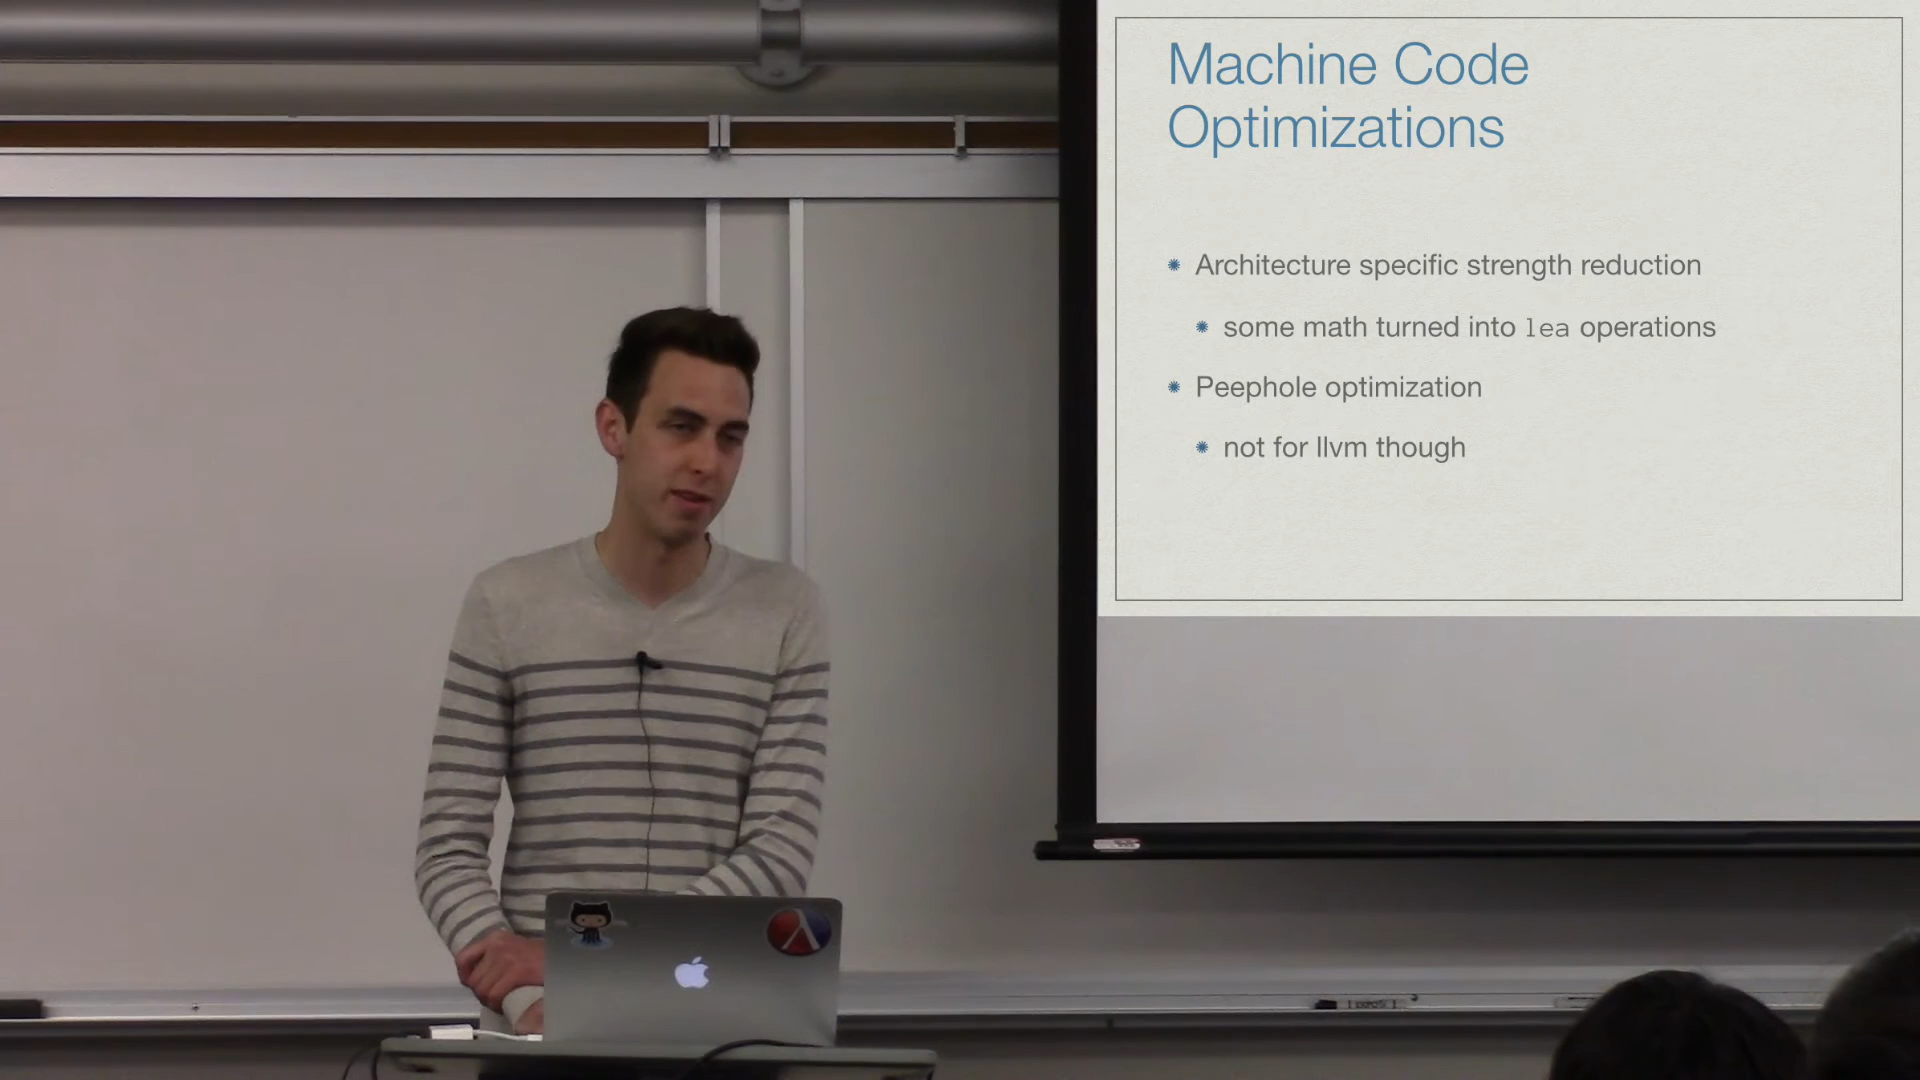 Machine Code
Optimizations
Architecture specific strength reduction
some math turned into lea operations
Peephole optimization
not for llvm though
EXPO